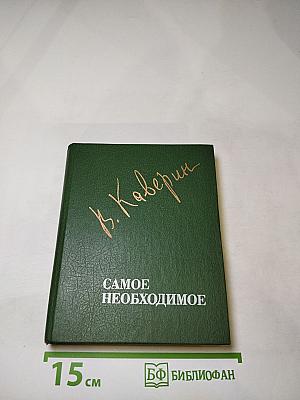 В. Каверин
САМОЕ
НЕОБХОДИМОЕ
15 см
БФ БИБЛИОФАН